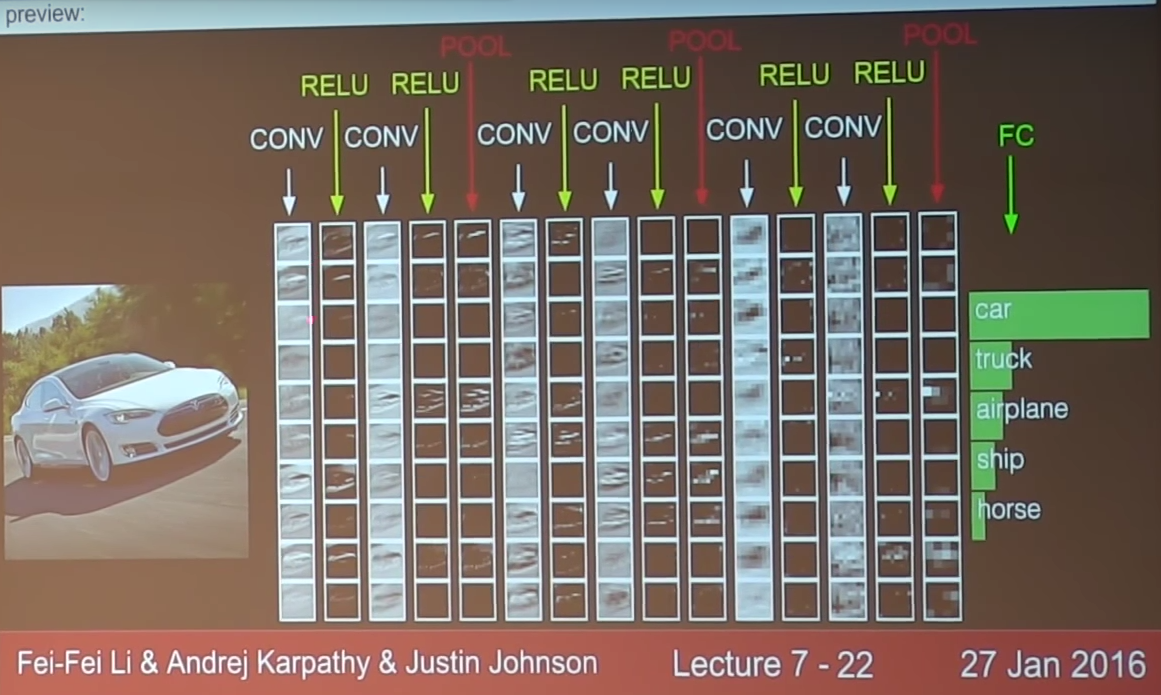 preview:
POOL POOL POOL
RELU RELU RELU RELU RELU RELU
CONV CONV CONV CONV CONV CONV FC
car
truck
airplane
ship
horse
Fei-Fei Li & Andrej Karpathy & Justin Johnson Lecture 7 - 22 27 Jan 2016